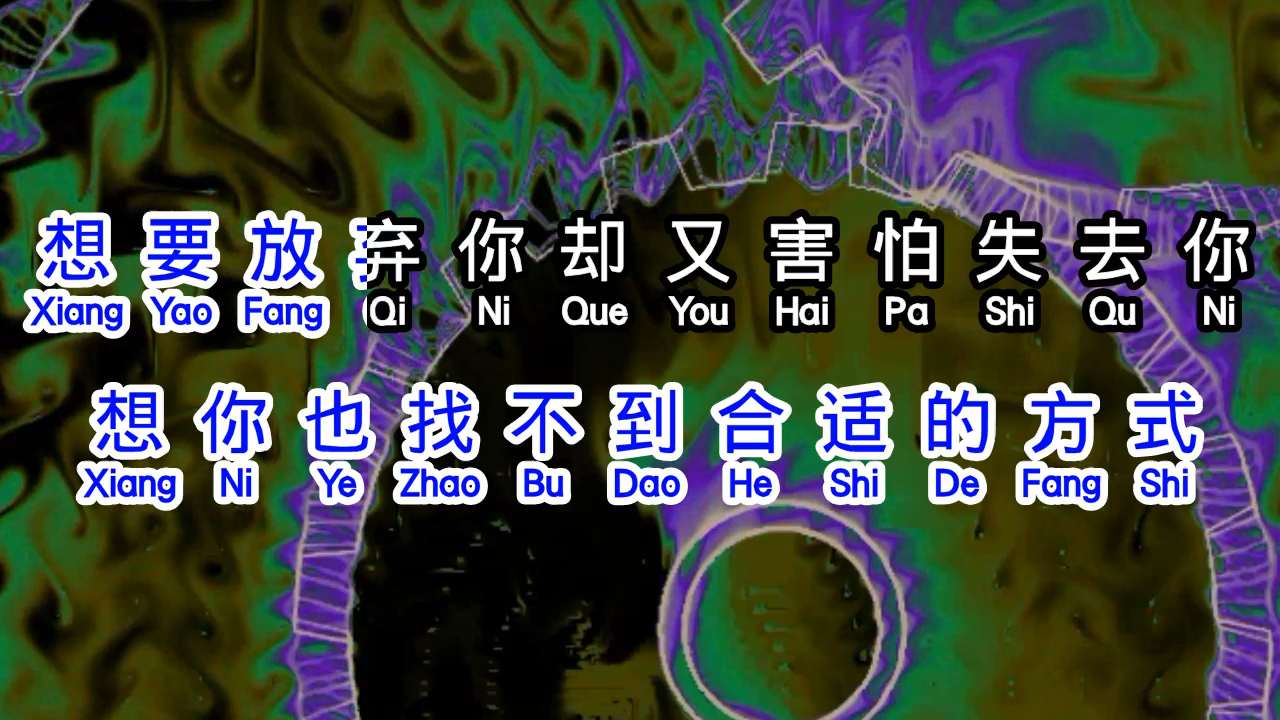 想要放弃你却又害怕失去你
Xiang Yao Fang Qi Ni Que You Hai Pa Shi Qu Ni
想你也找不到合适的方式
Xiang Ni Ye Zhao Bu Dao He Shi De Fang Shi